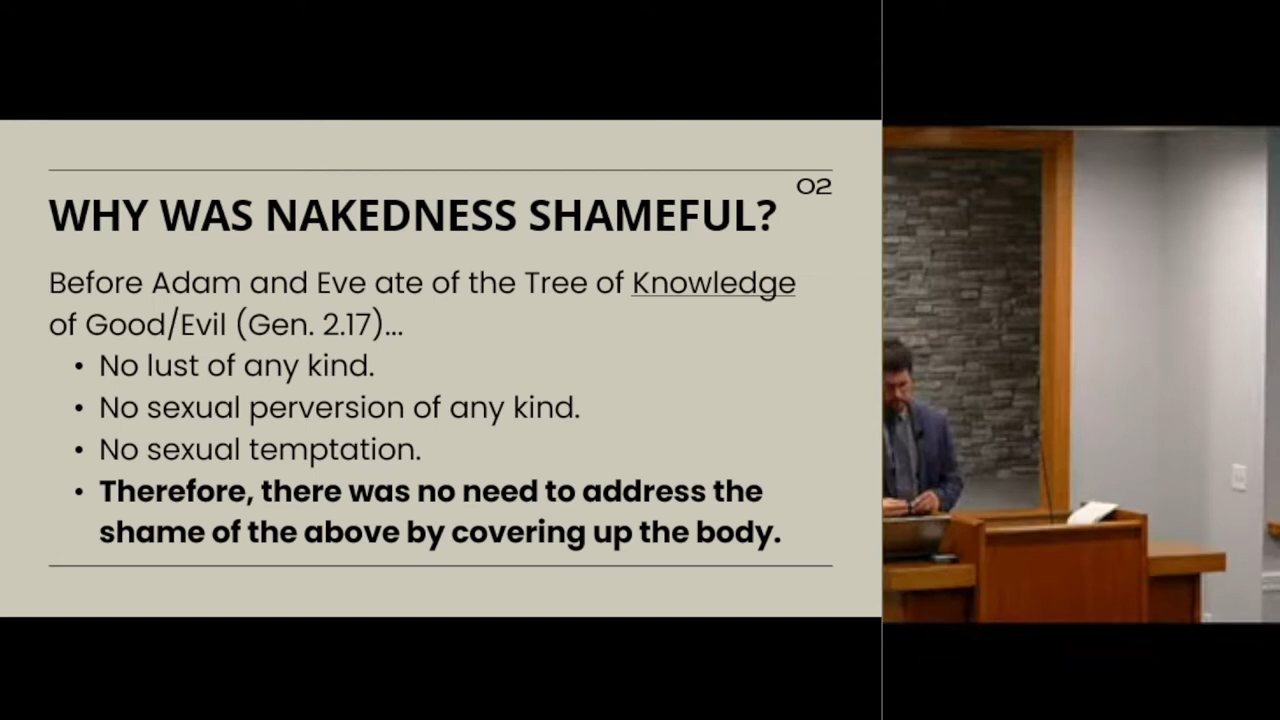 02
WHY WAS NAKEDNESS SHAMEFUL?
Before Adam and Eve ate of the Tree of Knowledge
of Good/Evil (Gen. 2.17)...
• No lust of any kind.
• No sexual perversion of any kind.
• No sexual temptation.
• Therefore, there was no need to address the
shame of the above by covering up the body.